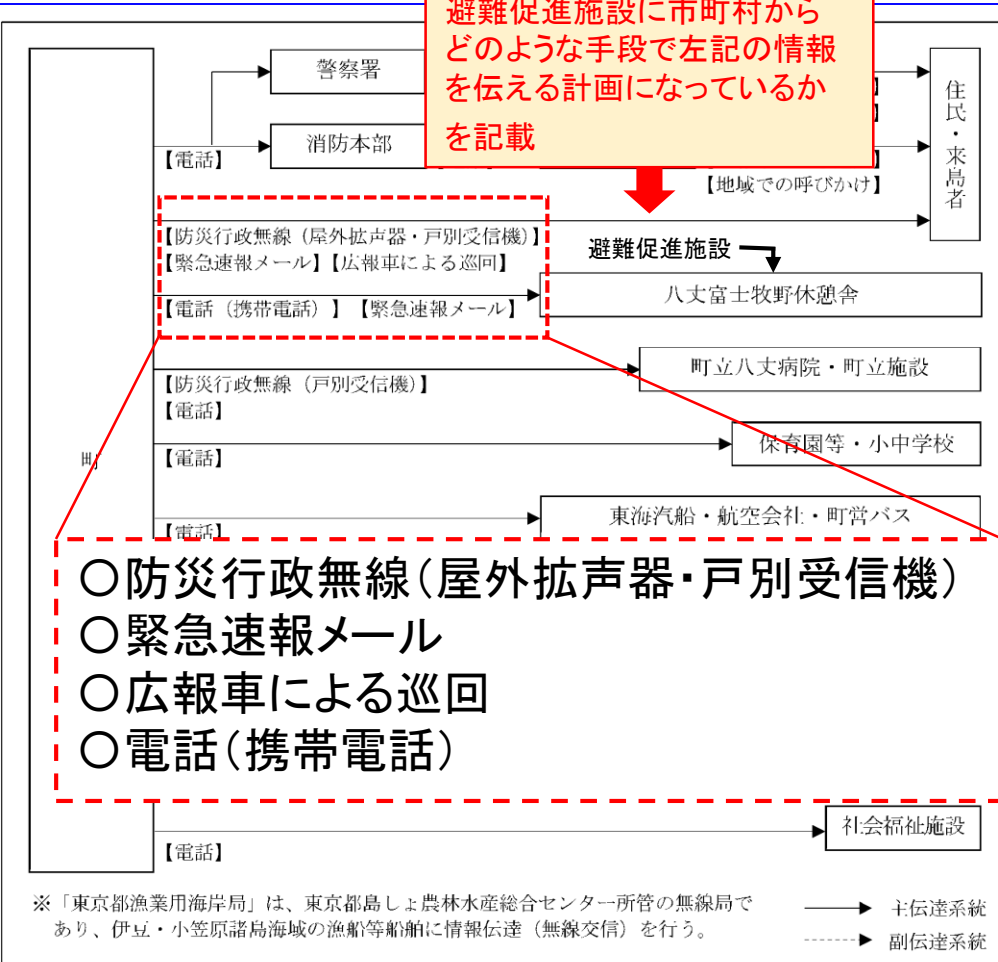 避難促進施設に市町村から
どのような手段で左記の情報
を伝える計画になっているか
を記載
警察署
消防本部
【電話】
【地域での呼びかけ】
住民・来島者
【防災行政無線（屋外拡声器・戸別受信機）】
【緊急速報メール】【広報車による巡回】
避難促進施設
【電話（携帯電話）】【緊急速報メール】
八丈富士牧野休憩舎
【防災行政無線（戸別受信機）】
【電話】
町立八丈病院・町立施設
町
【電話】
保育園等・小中学校
【電話】
東海汽船・航空会社・町営バス
○防災行政無線(屋外拡声器・戸別受信機)
○緊急速報メール
○広報車による巡回
○電話(携帯電話)
【電話】
社会福祉施設
※「東京都漁業用海岸局」は、東京都島しょ農林水産総合センター所管の無線局で
あり、伊豆・小笠原諸島海域の漁船等船舶に情報伝達（無線交信）を行う。
主伝達系統
副伝達系統